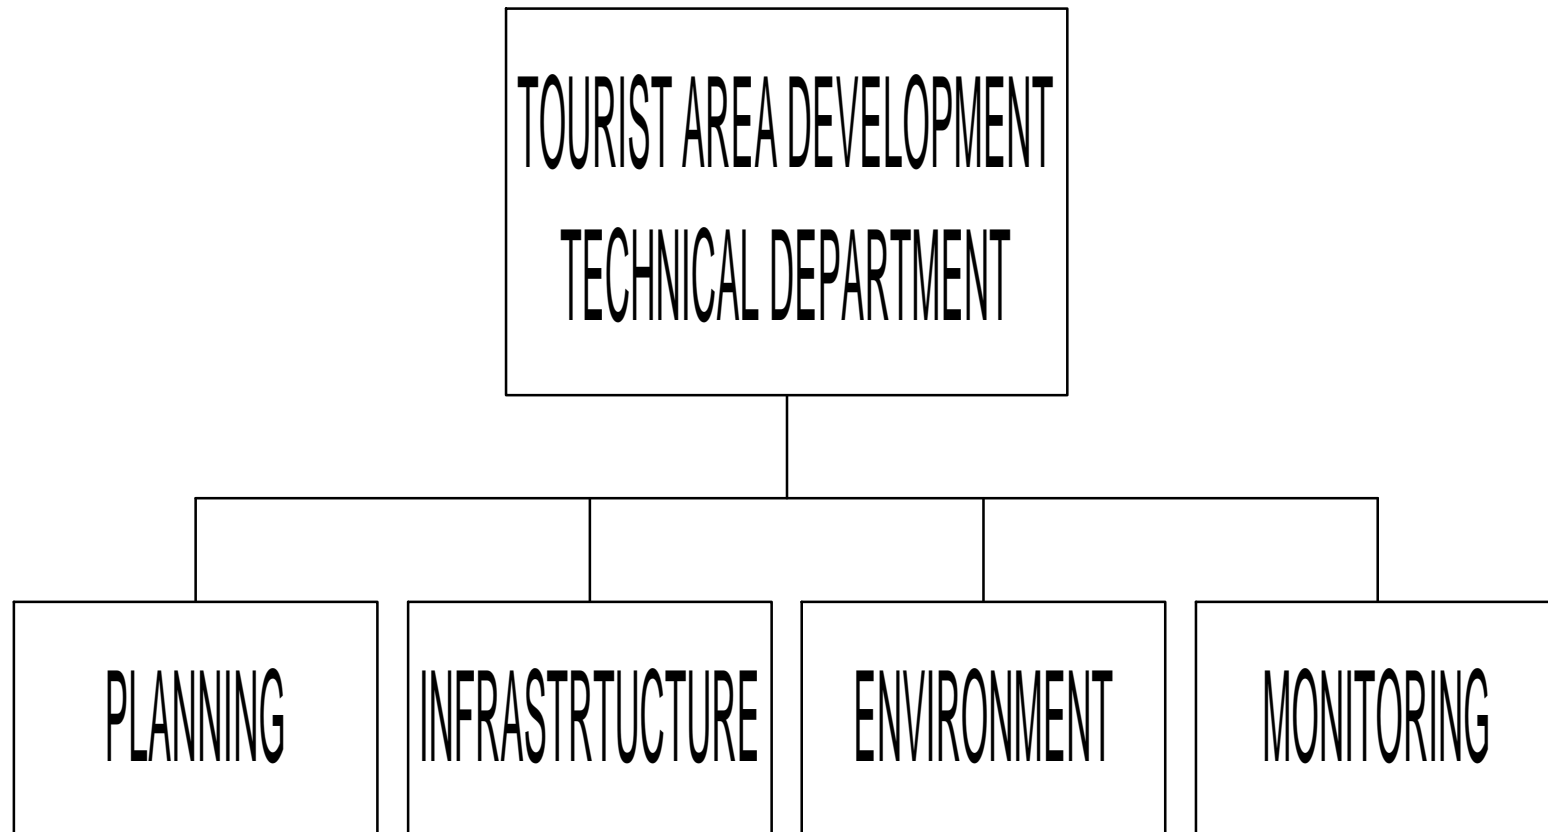 TOURIST AREA DEVELOPMENT
TECHNICAL DEPARTMENT
PLANNING
INFRASTRTUCTURE
ENVIRONMENT
MONITORING